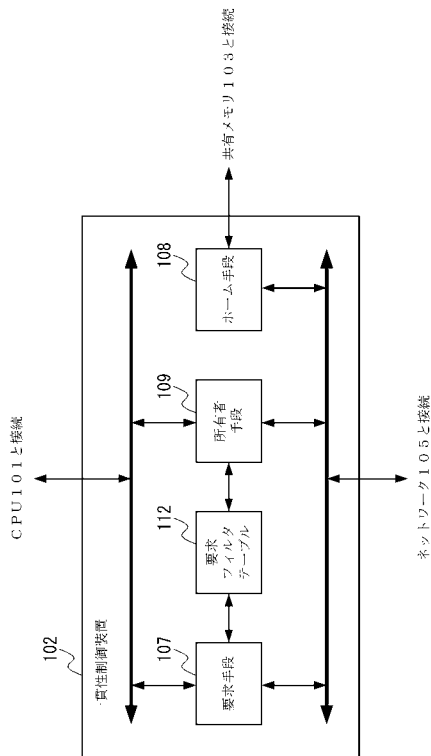 CPU101と接続
102
一貫性制御装置
107
要求手段
112
要求
フィルタ
テーブル
109
所有者
手段
108
ホーム手段
共有メモリ103と接続
ネットワーク105と接続